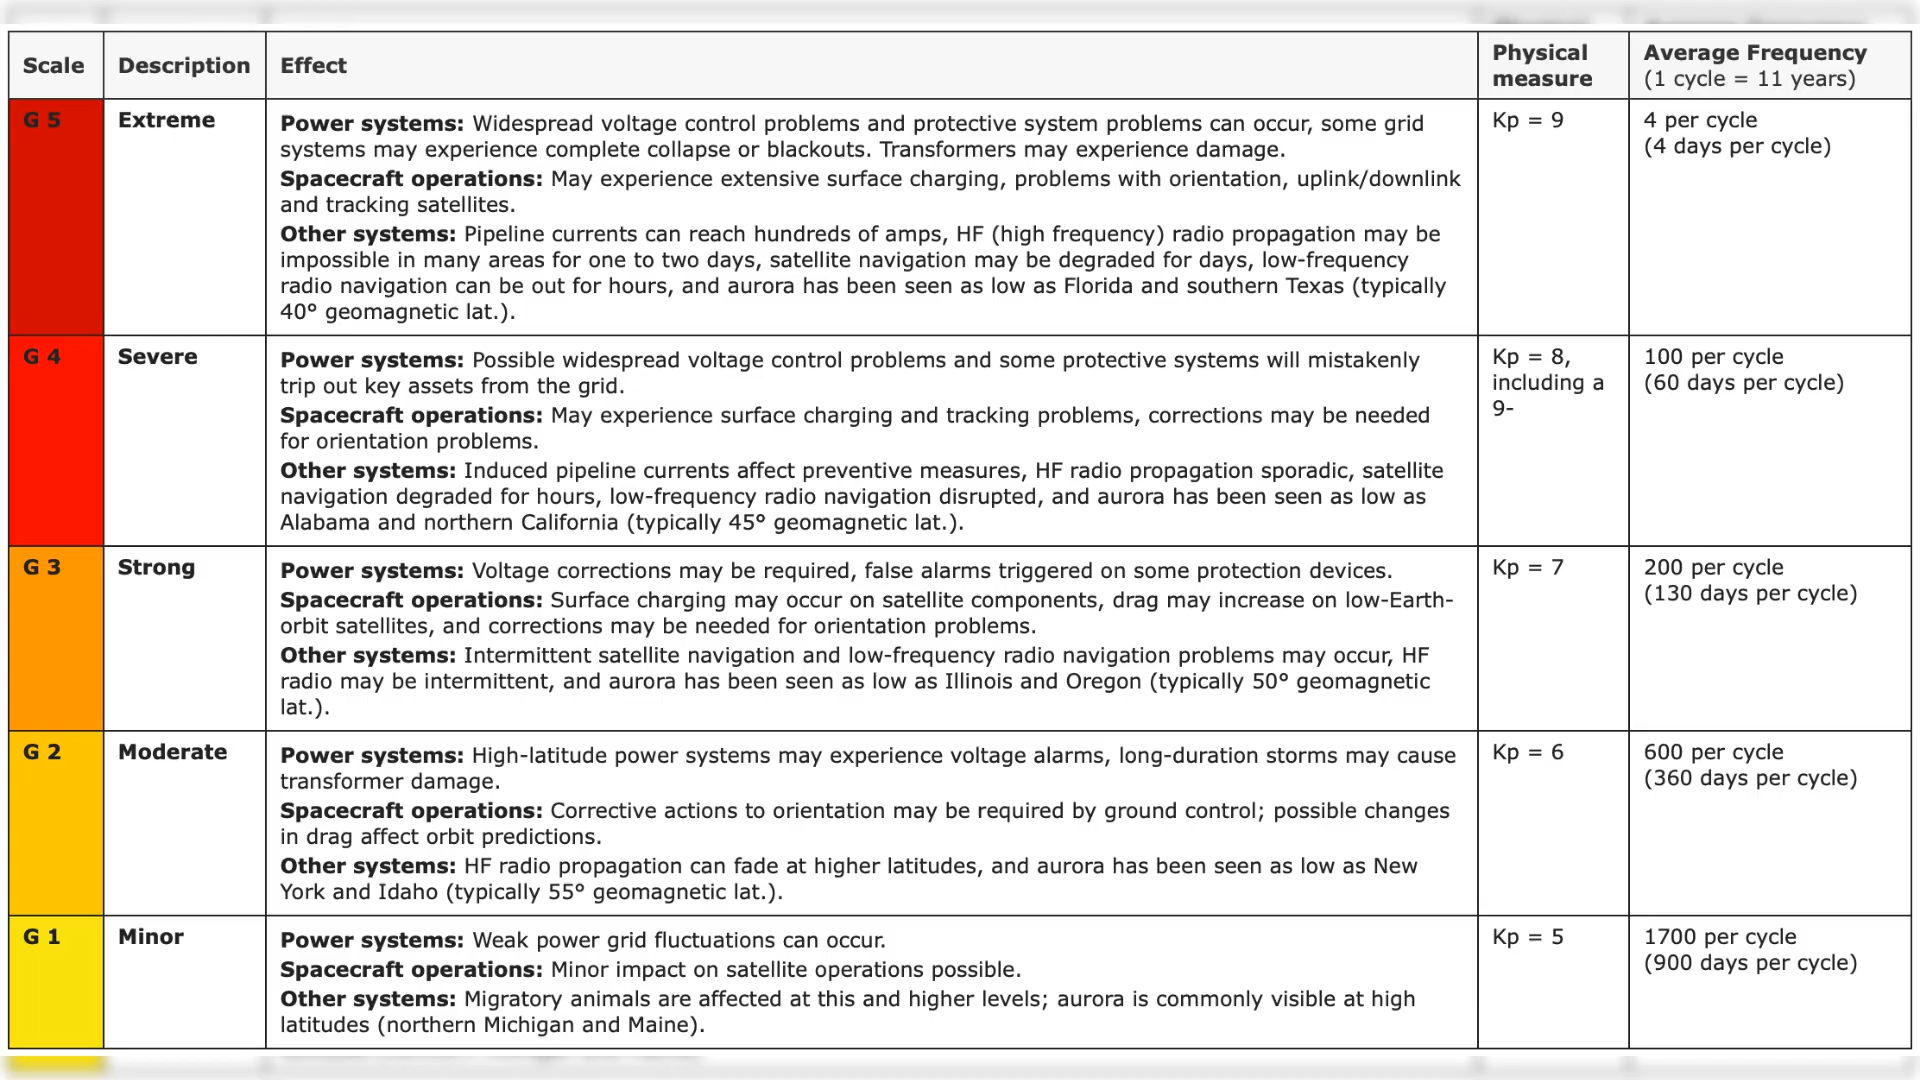 Scale
Description
Effect
Physical
measure
Average Frequency
(1 cycle = 11 years)
G 5
Extreme
Power systems: Widespread voltage control problems and protective system problems can occur, some grid
systems may experience complete collapse or blackouts. Transformers may experience damage.
Spacecraft operations: May experience extensive surface charging, problems with orientation, uplink/downlink
and tracking satellites.
Other systems: Pipeline currents can reach hundreds of amps, HF (high frequency) radio propagation may be
impossible in many areas for one to two days, satellite navigation may be degraded for days, low-frequency
radio navigation can be out for hours, and aurora has been seen as low as Florida and southern Texas (typically
40° geomagnetic lat.).
Kp = 9
4 per cycle
(4 days per cycle)
G 4
Severe
Power systems: Possible widespread voltage control problems and some protective systems will mistakenly
trip out key assets from the grid.
Spacecraft operations: May experience surface charging and tracking problems, corrections may be needed
for orientation problems.
Other systems: Induced pipeline currents affect preventive measures, HF radio propagation sporadic, satellite
navigation degraded for hours, low-frequency radio navigation disrupted, and aurora has been seen as low as
Alabama and northern California (typically 45° geomagnetic lat.).
Kp = 8,
including a
9-
100 per cycle
(60 days per cycle)
G 3
Strong
Power systems: Voltage corrections may be required, false alarms triggered on some protection devices.
Spacecraft operations: Surface charging may occur on satellite components, drag may increase on low-Earth-
orbit satellites, and corrections may be needed for orientation problems.
Other systems: Intermittent satellite navigation and low-frequency radio navigation problems may occur, HF
radio may be intermittent, and aurora has been seen as low as Illinois and Oregon (typically 50° geomagnetic
lat.).
Kp = 7
200 per cycle
(130 days per cycle)
G 2
Moderate
Power systems: High-latitude power systems may experience voltage alarms, long-duration storms may cause
transformer damage.
Spacecraft operations: Corrective actions to orientation may be required by ground control; possible changes
in drag affect orbit predictions.
Other systems: HF radio propagation can fade at higher latitudes, and aurora has been seen as low as New
York and Idaho (typically 55° geomagnetic lat.).
Kp = 6
600 per cycle
(360 days per cycle)
G 1
Minor
Power systems: Weak power grid fluctuations can occur.
Spacecraft operations: Minor impact on satellite operations possible.
Other systems: Migratory animals are affected at this and higher levels; aurora is commonly visible at high
latitudes (northern Michigan and Maine).
Kp = 5
1700 per cycle
(900 days per cycle)